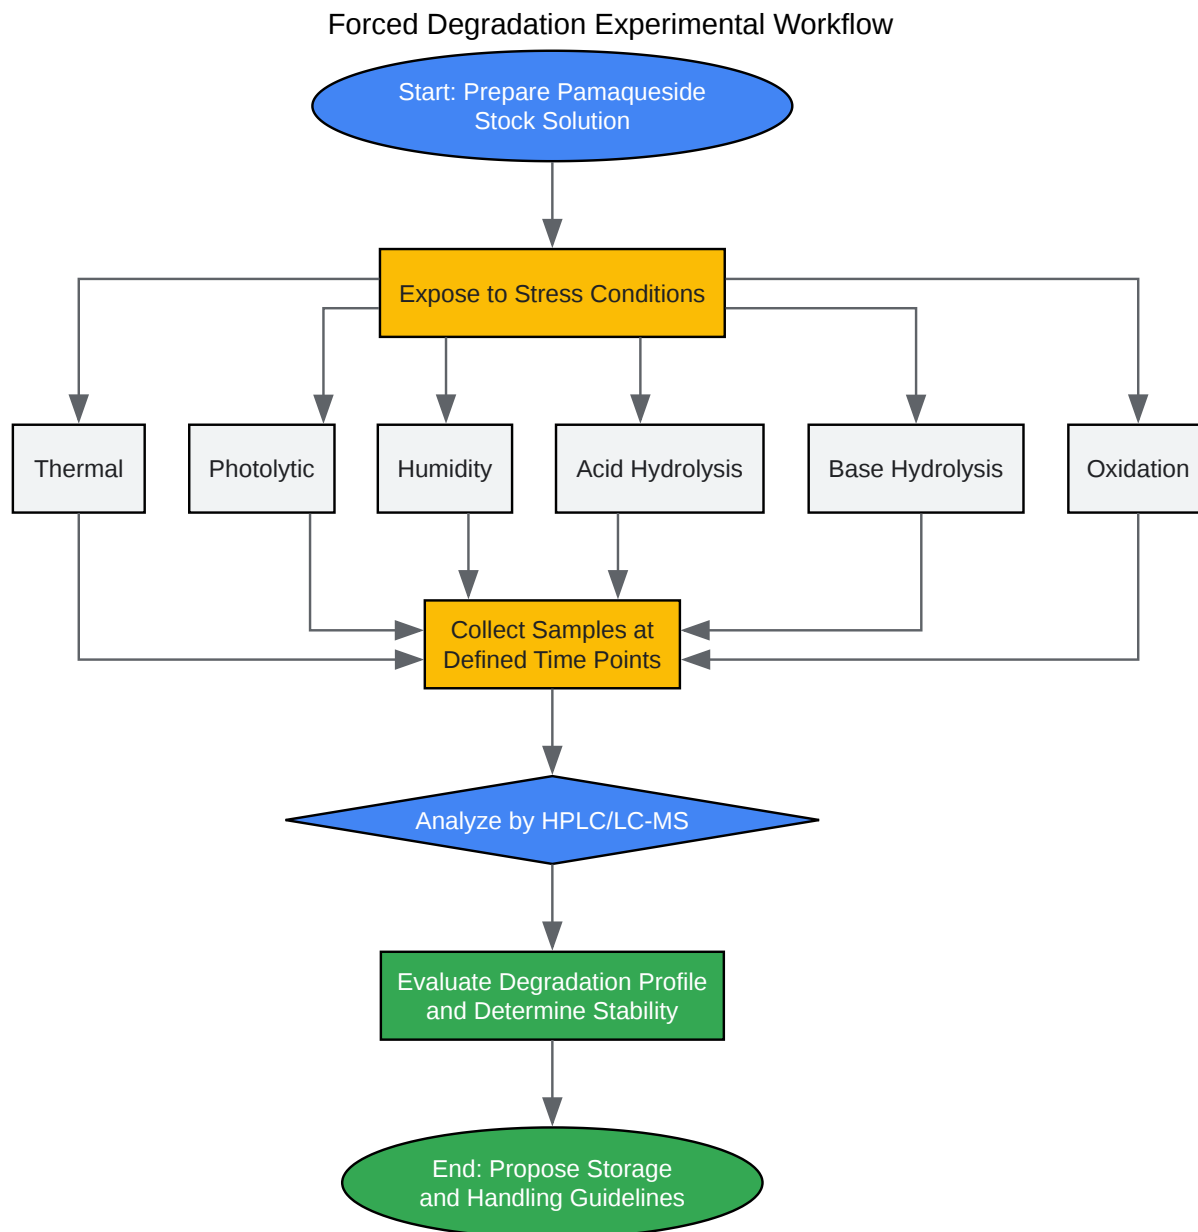 Forced Degradation Experimental Workflow
Start: Prepare Pamaqueside
Stock Solution
Expose to Stress Conditions
Thermal
Photolytic
Humidity
Acid Hydrolysis
Base Hydrolysis
Oxidation
Collect Samples at
Defined Time Points
Analyze by HPLC/LC-MS
Evaluate Degradation Profile
and Determine Stability
End: Propose Storage
and Handling Guidelines